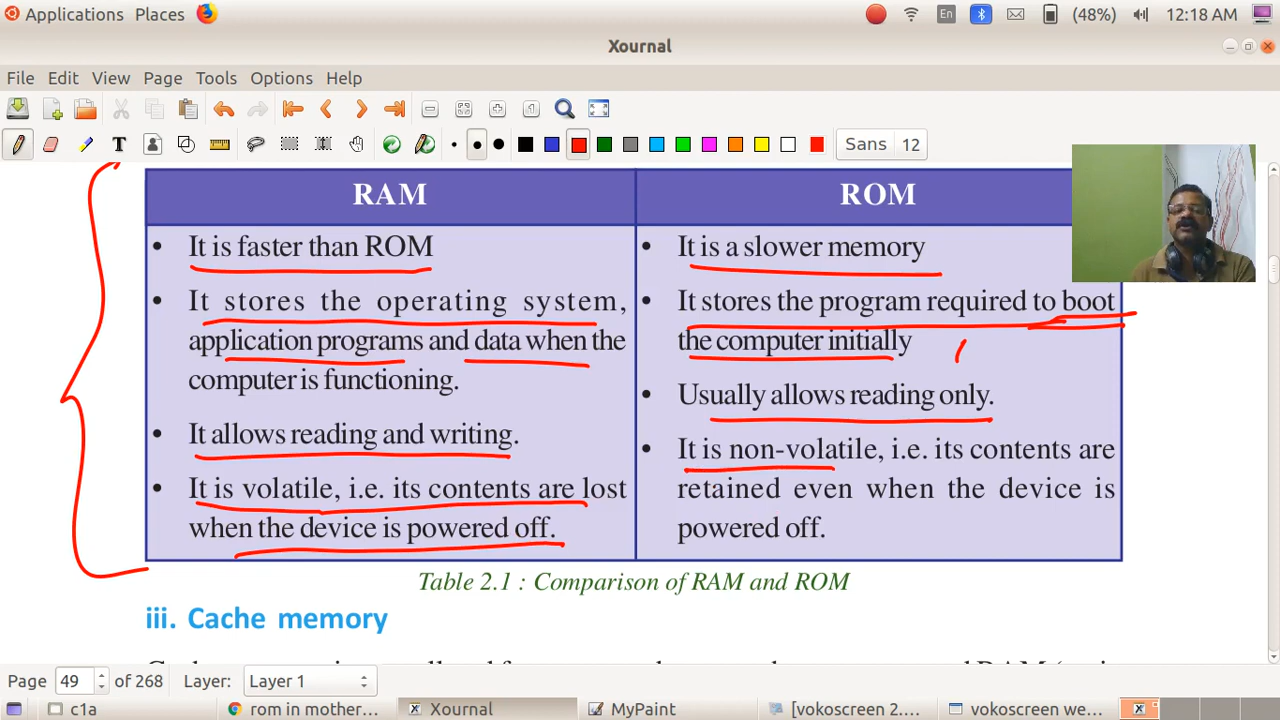 Applications Places En (48%) 12:18 AM
Xournal
File Edit View Page Tools Options Help
T Sans 12
RAM
• It is faster than ROM
• It stores the operating system,
application programs and data when the
computer is functioning.
• It allows reading and writing.
• It is volatile, i.e. its contents are lost
when the device is powered off.
ROM
• It is a slower memory
• It stores the program required to boot
the computer initially
• Usually allows reading only.
• It is non-volatile, i.e. its contents are
retained even when the device is
powered off.
Table 2.1 : Comparison of RAM and ROM
iii. Cache memory
Page 49 of 268 Layer: Layer 1
c1a rom in mother... Xournal MyPaint [vokoscreen 2.... vokoscreen we...